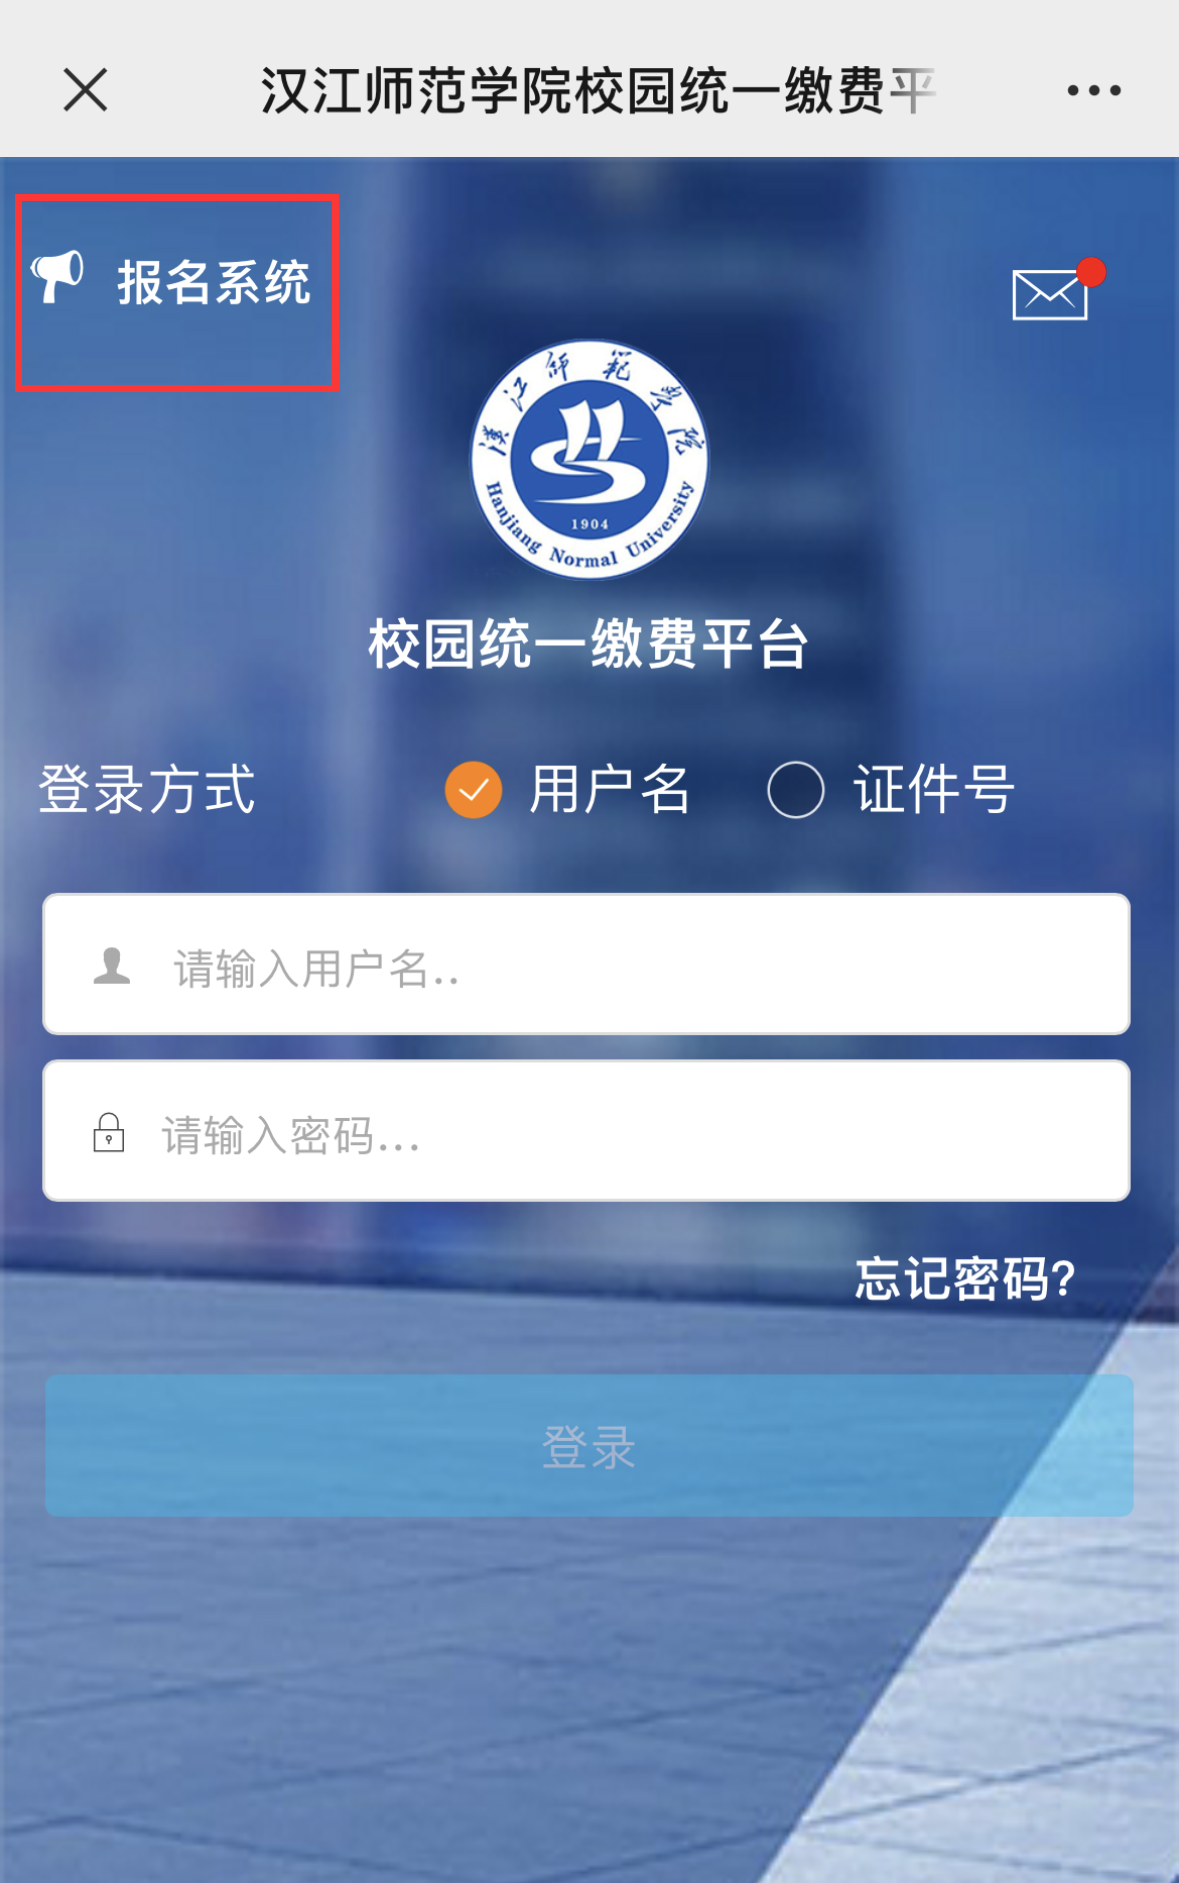 汉江师范学院校园统一缴费平
报名系统
漢江师範学院
1904
Hanjiang Normal University
校园统一缴费平台
登录方式 用户名 证件号
请输入用户名..
请输入密码...
忘记密码?
登录